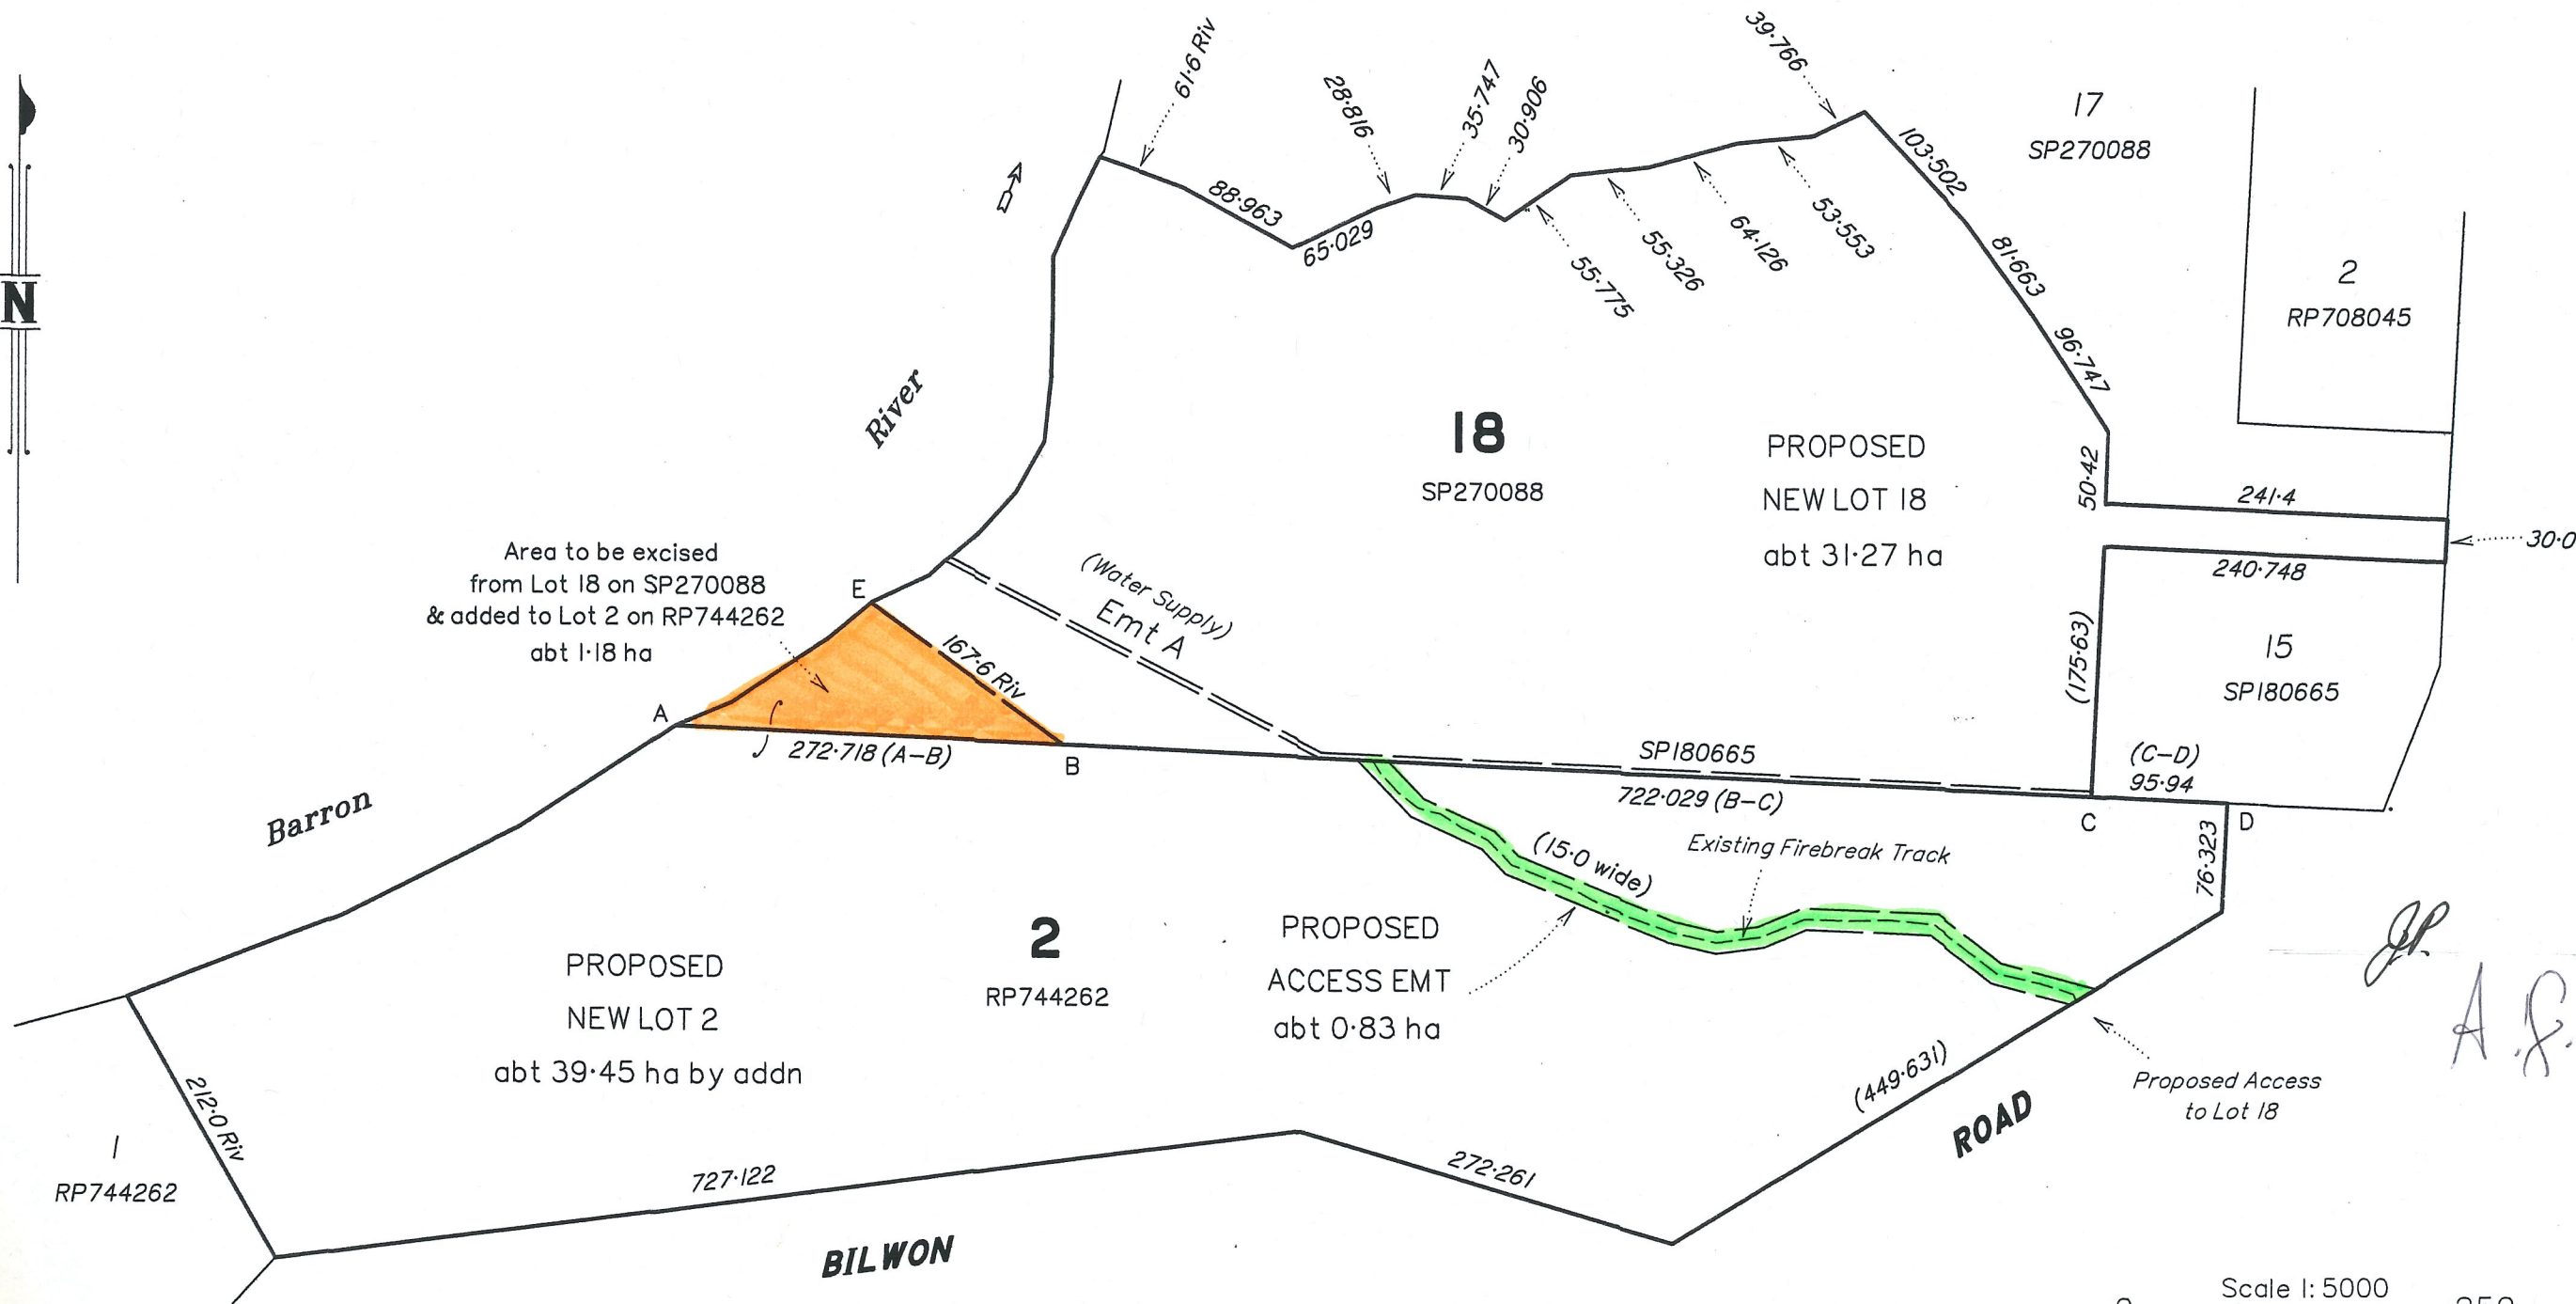 61·6 Riv
28·816
35·747
30·906
39·766
17
SP270088
88·963
65·029
55·775
55·326
64·126
53·553
103·502
81·663
96·747
2
RP708045
N
River
18
SP270088
PROPOSED
NEW LOT 18
abt 31·27 ha
50·42
241·4
30·0
240·748
Area to be excised
from Lot 18 on SP270088
& added to Lot 2 on RP744262
abt 1·18 ha
E
167·6 Riv
(Water Supply)
Emt A
(175·63)
15
SP180665
A
272·718 (A–B)
B
SP180665
722·029 (B–C)
(C–D)
95·94
C
D
76·323
Barron
(15·0 wide)
Existing Firebreak Track
2
RP744262
PROPOSED
NEW LOT 2
abt 39·45 ha by addn
PROPOSED
ACCESS EMT
abt 0·83 ha
A.
(449·631)
Proposed Access
to Lot 18
ROAD
212·0 Riv
1
RP744262
727·122
272·261
BILWON
Scale 1:5000